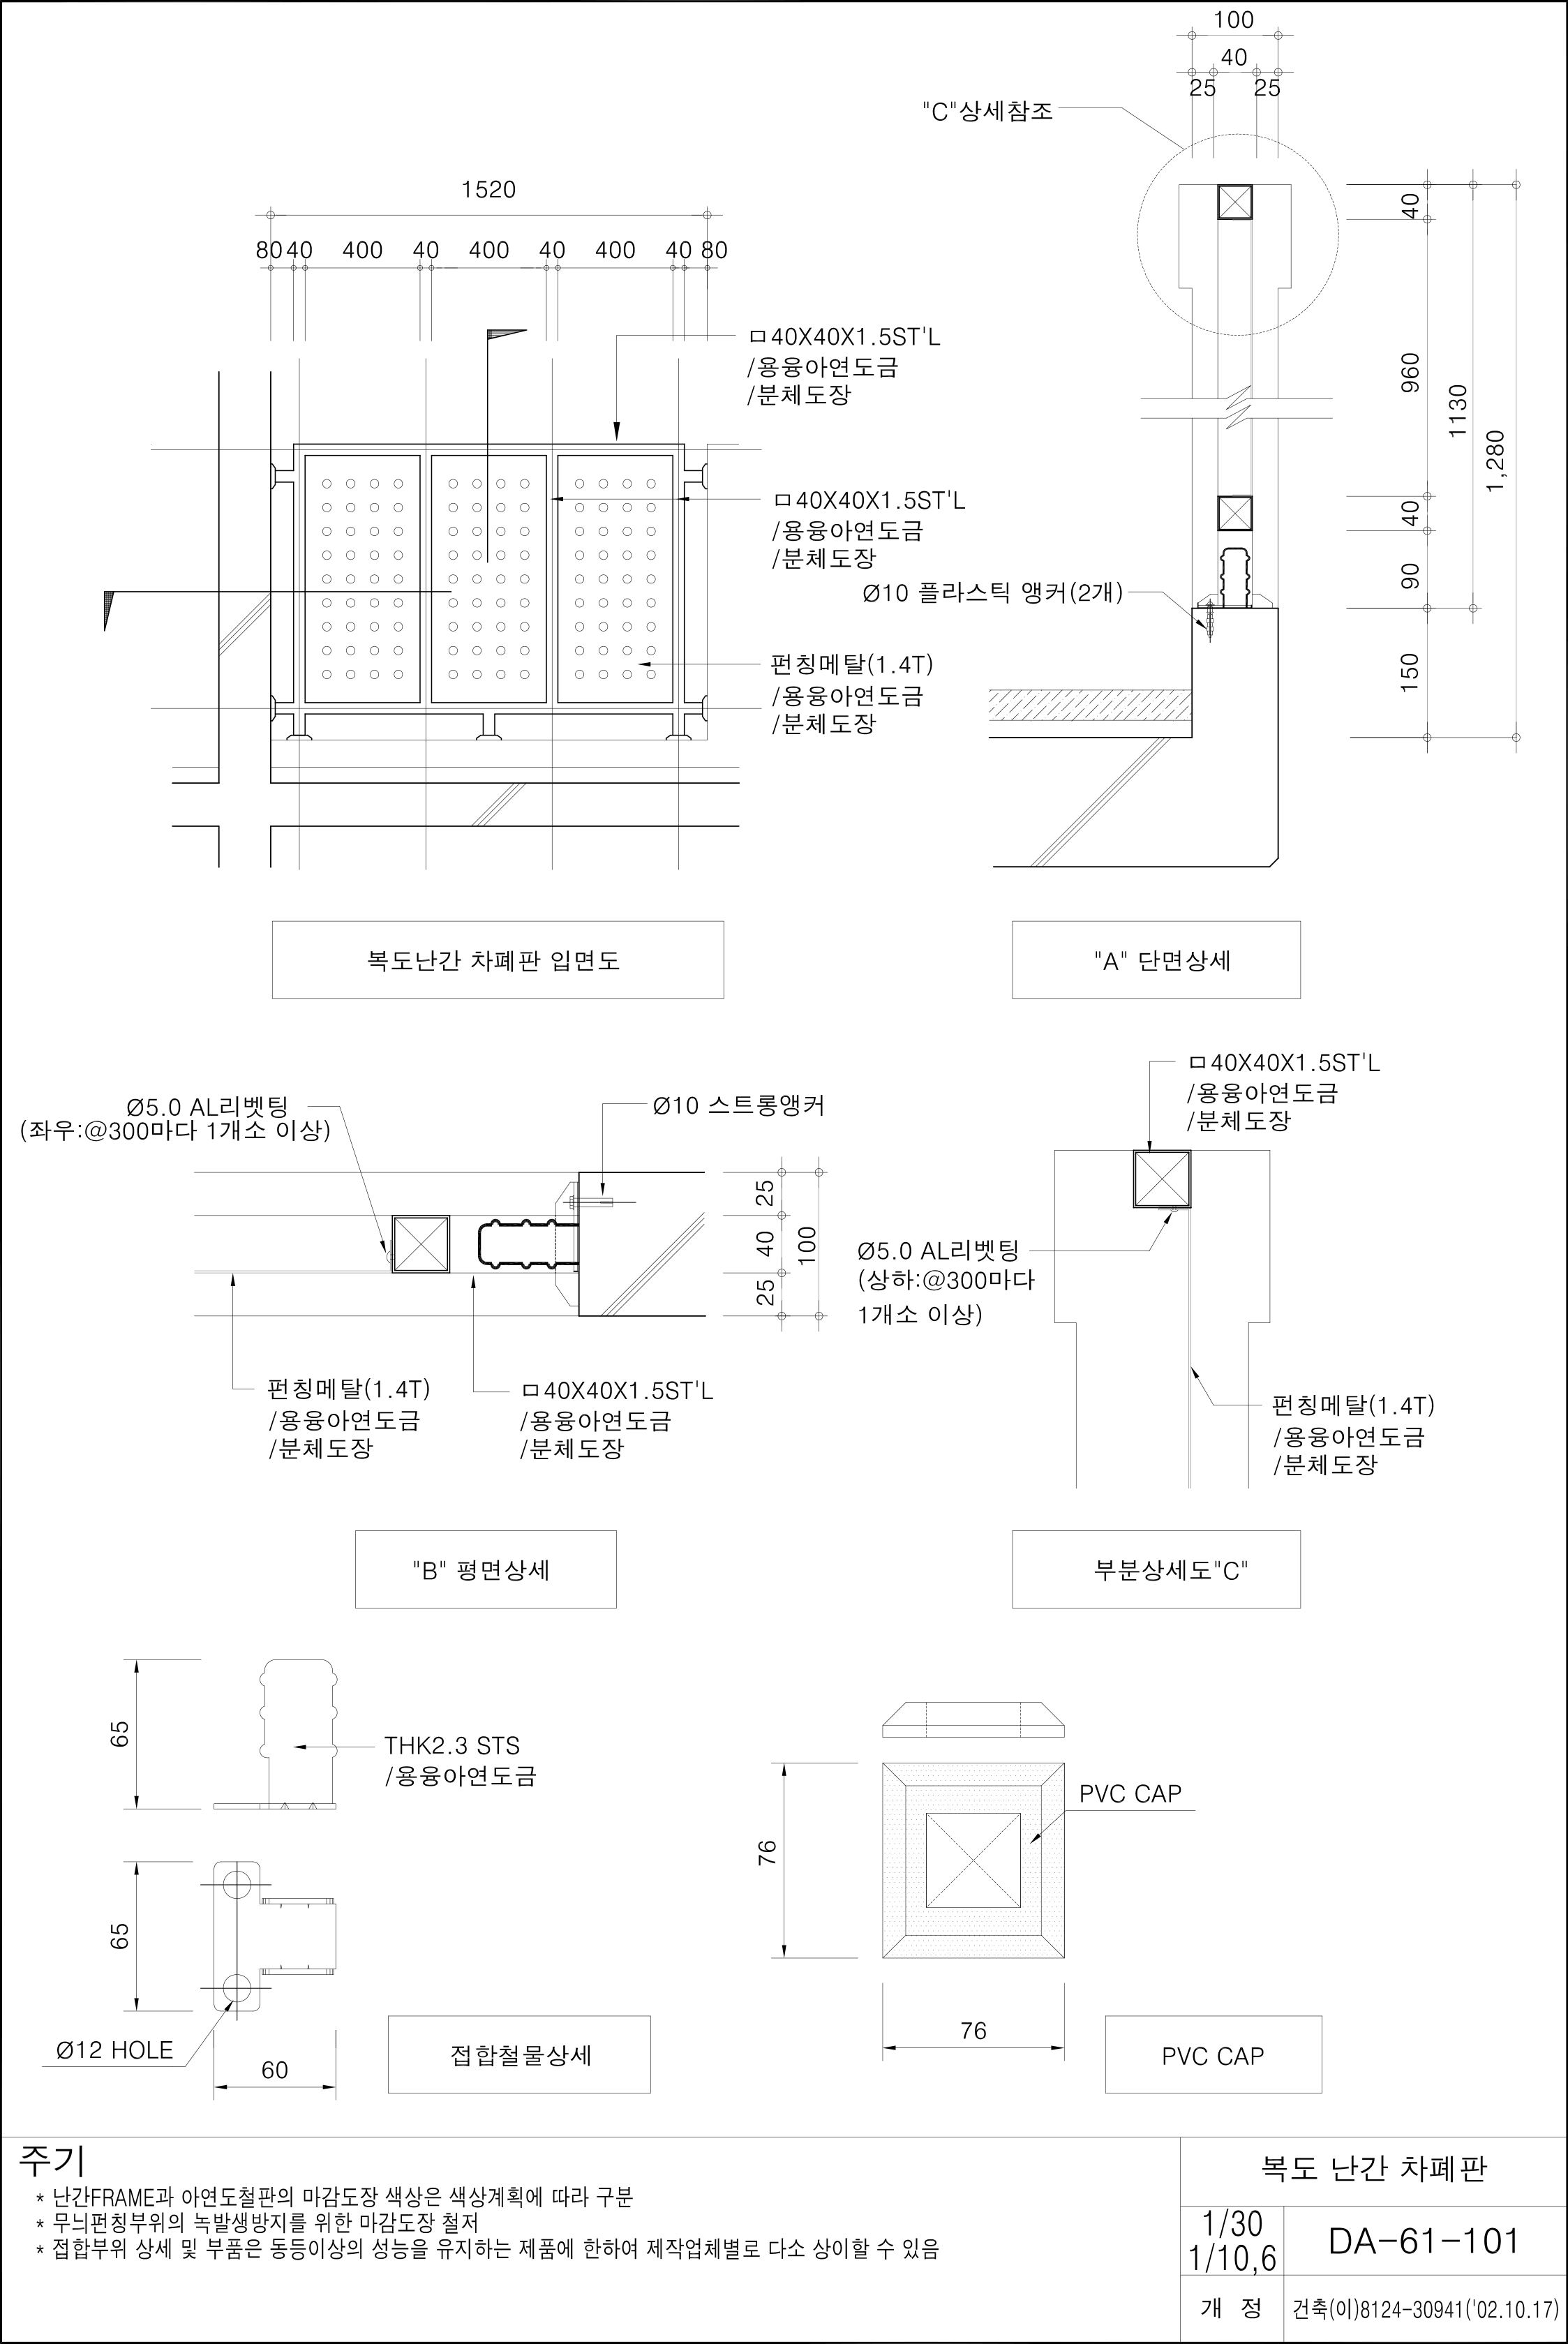 1520
80 40 400 40 400 40 400 40 80
ㅁ40X40X1.5ST'L
/용융아연도금
/분체도장
ㅁ40X40X1.5ST'L
/용융아연도금
/분체도장
펀칭메탈(1.4T)
/용융아연도금
/분체도장
복도난간 차폐판 입면도
100
40
25 25
"C"상세참조
40
960
1130
1,280
40
90
150
Ø10 플라스틱 앵커(2개)
"A" 단면상세
Ø5.0 AL리벳팅
(좌우:@300마다 1개소 이상)
Ø10 스트롱앵커
25
40
100
25
펀칭메탈(1.4T)
/용융아연도금
/분체도장
ㅁ40X40X1.5ST'L
/용융아연도금
/분체도장
"B" 평면상세
ㅁ40X40X1.5ST'L
/용융아연도금
/분체도장
Ø5.0 AL리벳팅
(상하:@300마다
1개소 이상)
펀칭메탈(1.4T)
/용융아연도금
/분체도장
부분상세도"C"
65
THK2.3 STS
/용융아연도금
65
Ø12 HOLE
60
접합철물상세
PVC CAP
76
76
PVC CAP
주기
* 난간FRAME과 아연도철판의 마감도장 색상은 색상계획에 따라 구분
* 무늬펀칭부위의 녹발생방지를 위한 마감도장 철저
* 접합부위 상세 및 부품은 동등이상의 성능을 유지하는 제품에 한하여 제작업체별로 다소 상이할 수 있음
복도 난간 차폐판
1/30
1/10,6
DA-61-101
개 정
건축(이)8124-30941('02.10.17)